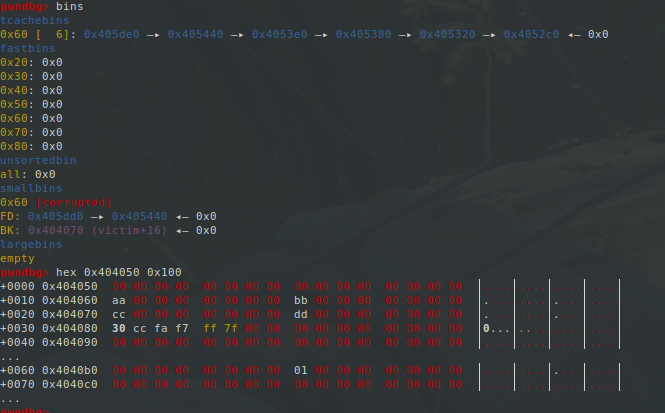 pwndbg> bins
tcachebins
0x60 [  6]: 0x405de0 —▸ 0x405440 —▸ 0x4053e0 —▸ 0x405380 —▸ 0x405320 —▸ 0x4052c0 ◂— 0x0
fastbins
0x20: 0x0
0x30: 0x0
0x40: 0x0
0x50: 0x0
0x60: 0x0
0x70: 0x0
0x80: 0x0
unsortedbin
all: 0x0
smallbins
0x60 [corrupted]
FD: 0x405dd0 —▸ 0x405440 ◂— 0x0
BK: 0x404070 (victim+16) ◂— 0x0
largebins
empty
pwndbg> hex 0x404050 0x100
+0000 0x404050  00 00 00 00  00 00 00 00  00 00 00 00  00 00 00 00  │....│....│....│....│
+0010 0x404060  aa 00 00 00  00 00 00 00  bb 00 00 00  00 00 00 00  │....│....│....│....│
+0020 0x404070  cc 00 00 00  00 00 00 00  dd 00 00 00  00 00 00 00  │....│....│....│....│
+0030 0x404080  30 cc fa f7  ff 7f 00 00  00 00 00 00  00 00 00 00  │0...│....│....│....│
+0040 0x404090  00 00 00 00  00 00 00 00  00 00 00 00  00 00 00 00  │....│....│....│....│
...
+0060 0x4040b0  00 00 00 00  00 00 00 00  01 00 00 00  00 00 00 00  │....│....│....│....│
+0070 0x4040c0  00 00 00 00  00 00 00 00  00 00 00 00  00 00 00 00  │....│....│....│....│
...
pwndbg>